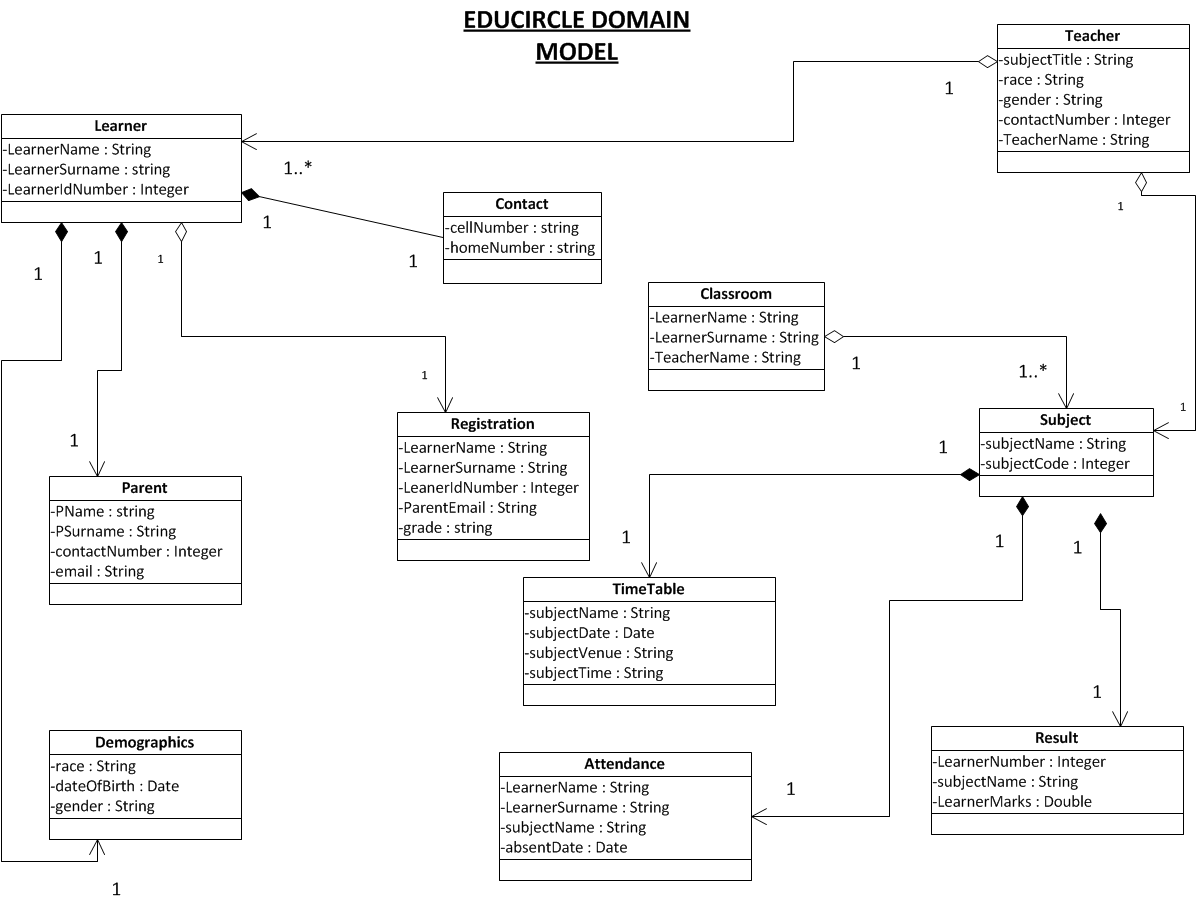 EDUCIRCLE DOMAIN
MODEL
Teacher
-subjectTitle : String
-race : String
-gender : String
-contactNumber : Integer
-TeacherName : String
1
1
Learner
-LearnerName : String
-LearnerSurname : string
-LearnerIdNumber : Integer
1..*
1
1
1
1
Contact
-cellNumber : string
-homeNumber : string
1
Classroom
-LearnerName : String
-LearnerSurname : String
-TeacherName : String
1
1..*
1
1
Registration
-LearnerName : String
-LearnerSurname : String
-LeanerIdNumber : Integer
-ParentEmail : String
-grade : string
Subject
-subjectName : String
-subjectCode : Integer
1
1
1
1
Parent
-PName : string
-PSurname : String
-contactNumber : Integer
-email : String
1
TimeTable
-subjectName : String
-subjectDate : Date
-subjectVenue : String
-subjectTime : String
1
Demographics
-race : String
-dateOfBirth : Date
-gender : String
1
Attendance
-LearnerName : String
-LearnerSurname : String
-subjectName : String
-absentDate : Date
1
Result
-LearnerNumber : Integer
-subjectName : String
-LearnerMarks : Double
1